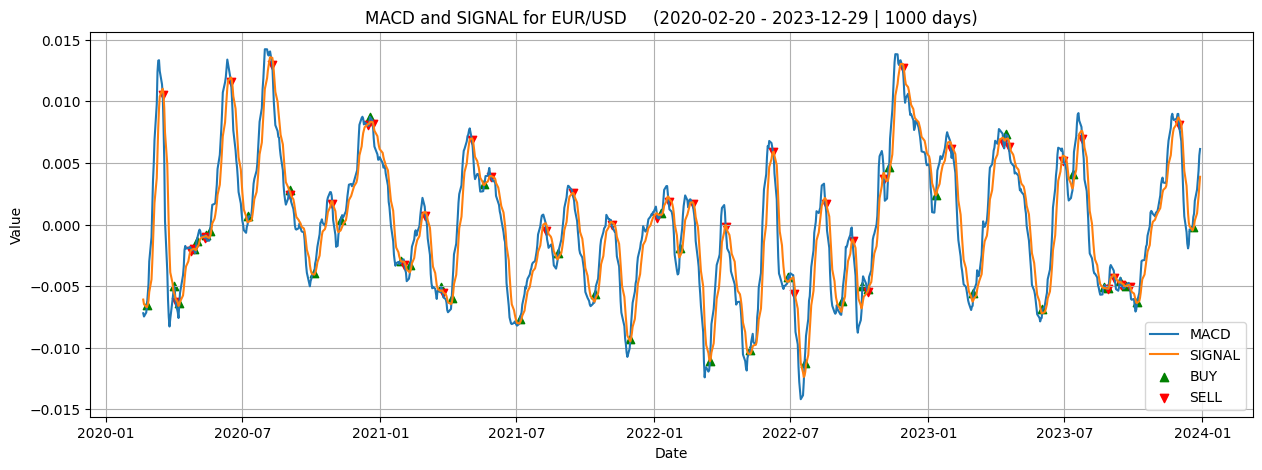 MACD and SIGNAL for EUR/USD     (2020-02-20 - 2023-12-29 | 1000 days)
Value
0.015
0.010
0.005
0.000
−0.005
−0.010
−0.015
MACD
SIGNAL
BUY
SELL
2020-01 2020-07 2021-01 2021-07 2022-01 2022-07 2023-01 2023-07 2024-01
Date